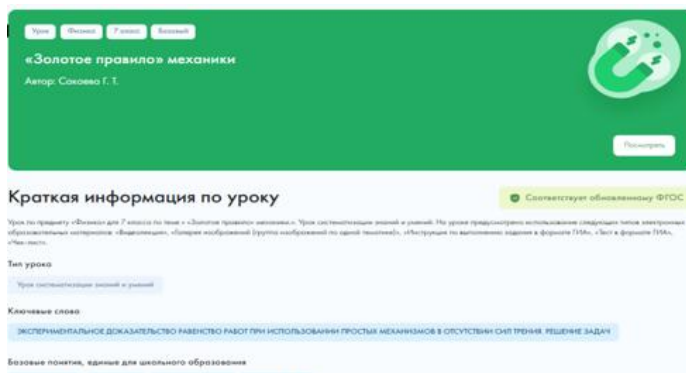 Урок Физика 7 класс Базовый
«Золотое правило» механики
Автор: Сокаева Г. Т.
Посмотреть
Краткая информация по уроку
Соответствует обновленному ФГОС
Урок по предмету «Физика» для 7 класса по теме « «Золотое правило» механики.». Урок систематизации знаний и умений. На уроке предусмотрено использование следующих типов электронных
образовательных материалов: «Видеолекция», «Галерея изображений (группа изображений по одной тематике)», «Инструкция по выполнению задания в формате ГИА», «Тест в формате ГИА»,
«Чек-лист».
Тип урока
Урок систематизации знаний и умений
Ключевые слова
ЭКСПЕРИМЕНТАЛЬНОЕ ДОКАЗАТЕЛЬСТВО РАВЕНСТВО РАБОТ ПРИ ИСПОЛЬЗОВАНИИ ПРОСТЫХ МЕХАНИЗМОВ В ОТСУТСТВИИ СИЛ ТРЕНИЯ. РЕШЕНИЕ ЗАДАЧ
Базовые понятия, единые для школьного образования